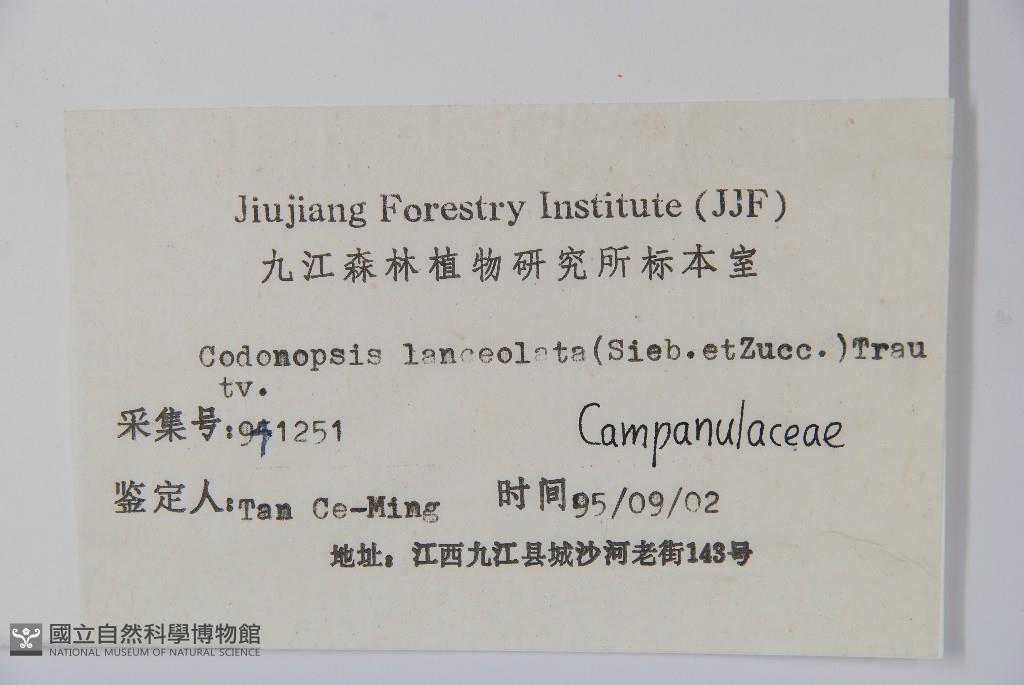 Jiujiang Forestry Institute (JJF)
九江森林植物研究所标本室
Codonopsis lanceolata(Sieb.etZucc.)Trau
tv.
采集号:941251
Campanulaceae
鉴定人:Tan Ce-Ming 时间:95/09/02
地址：江西九江县城沙河老街143号
國立自然科學博物館
NATIONAL MUSEUM OF NATURAL SCIENCE